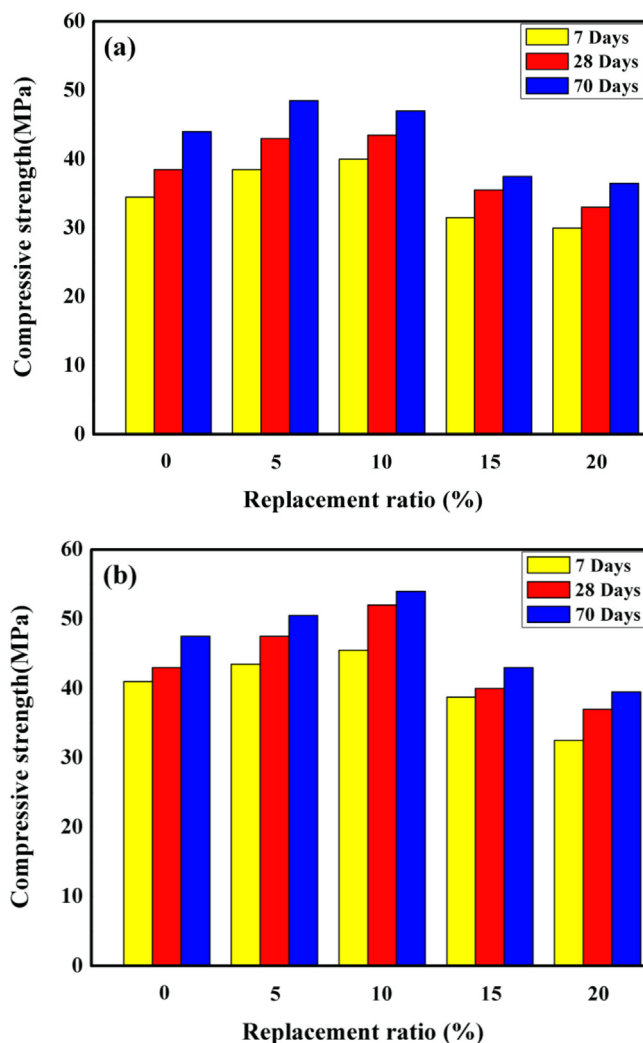 (a)
7 Days
28 Days
70 Days
60
50
40
30
20
10
0
Compressive strength(MPa)
0 5 10 15 20
Replacement ratio (%)
(b)
7 Days
28 Days
70 Days
60
50
40
30
20
10
0
Compressive strength(MPa)
0 5 10 15 20
Replacement ratio (%)